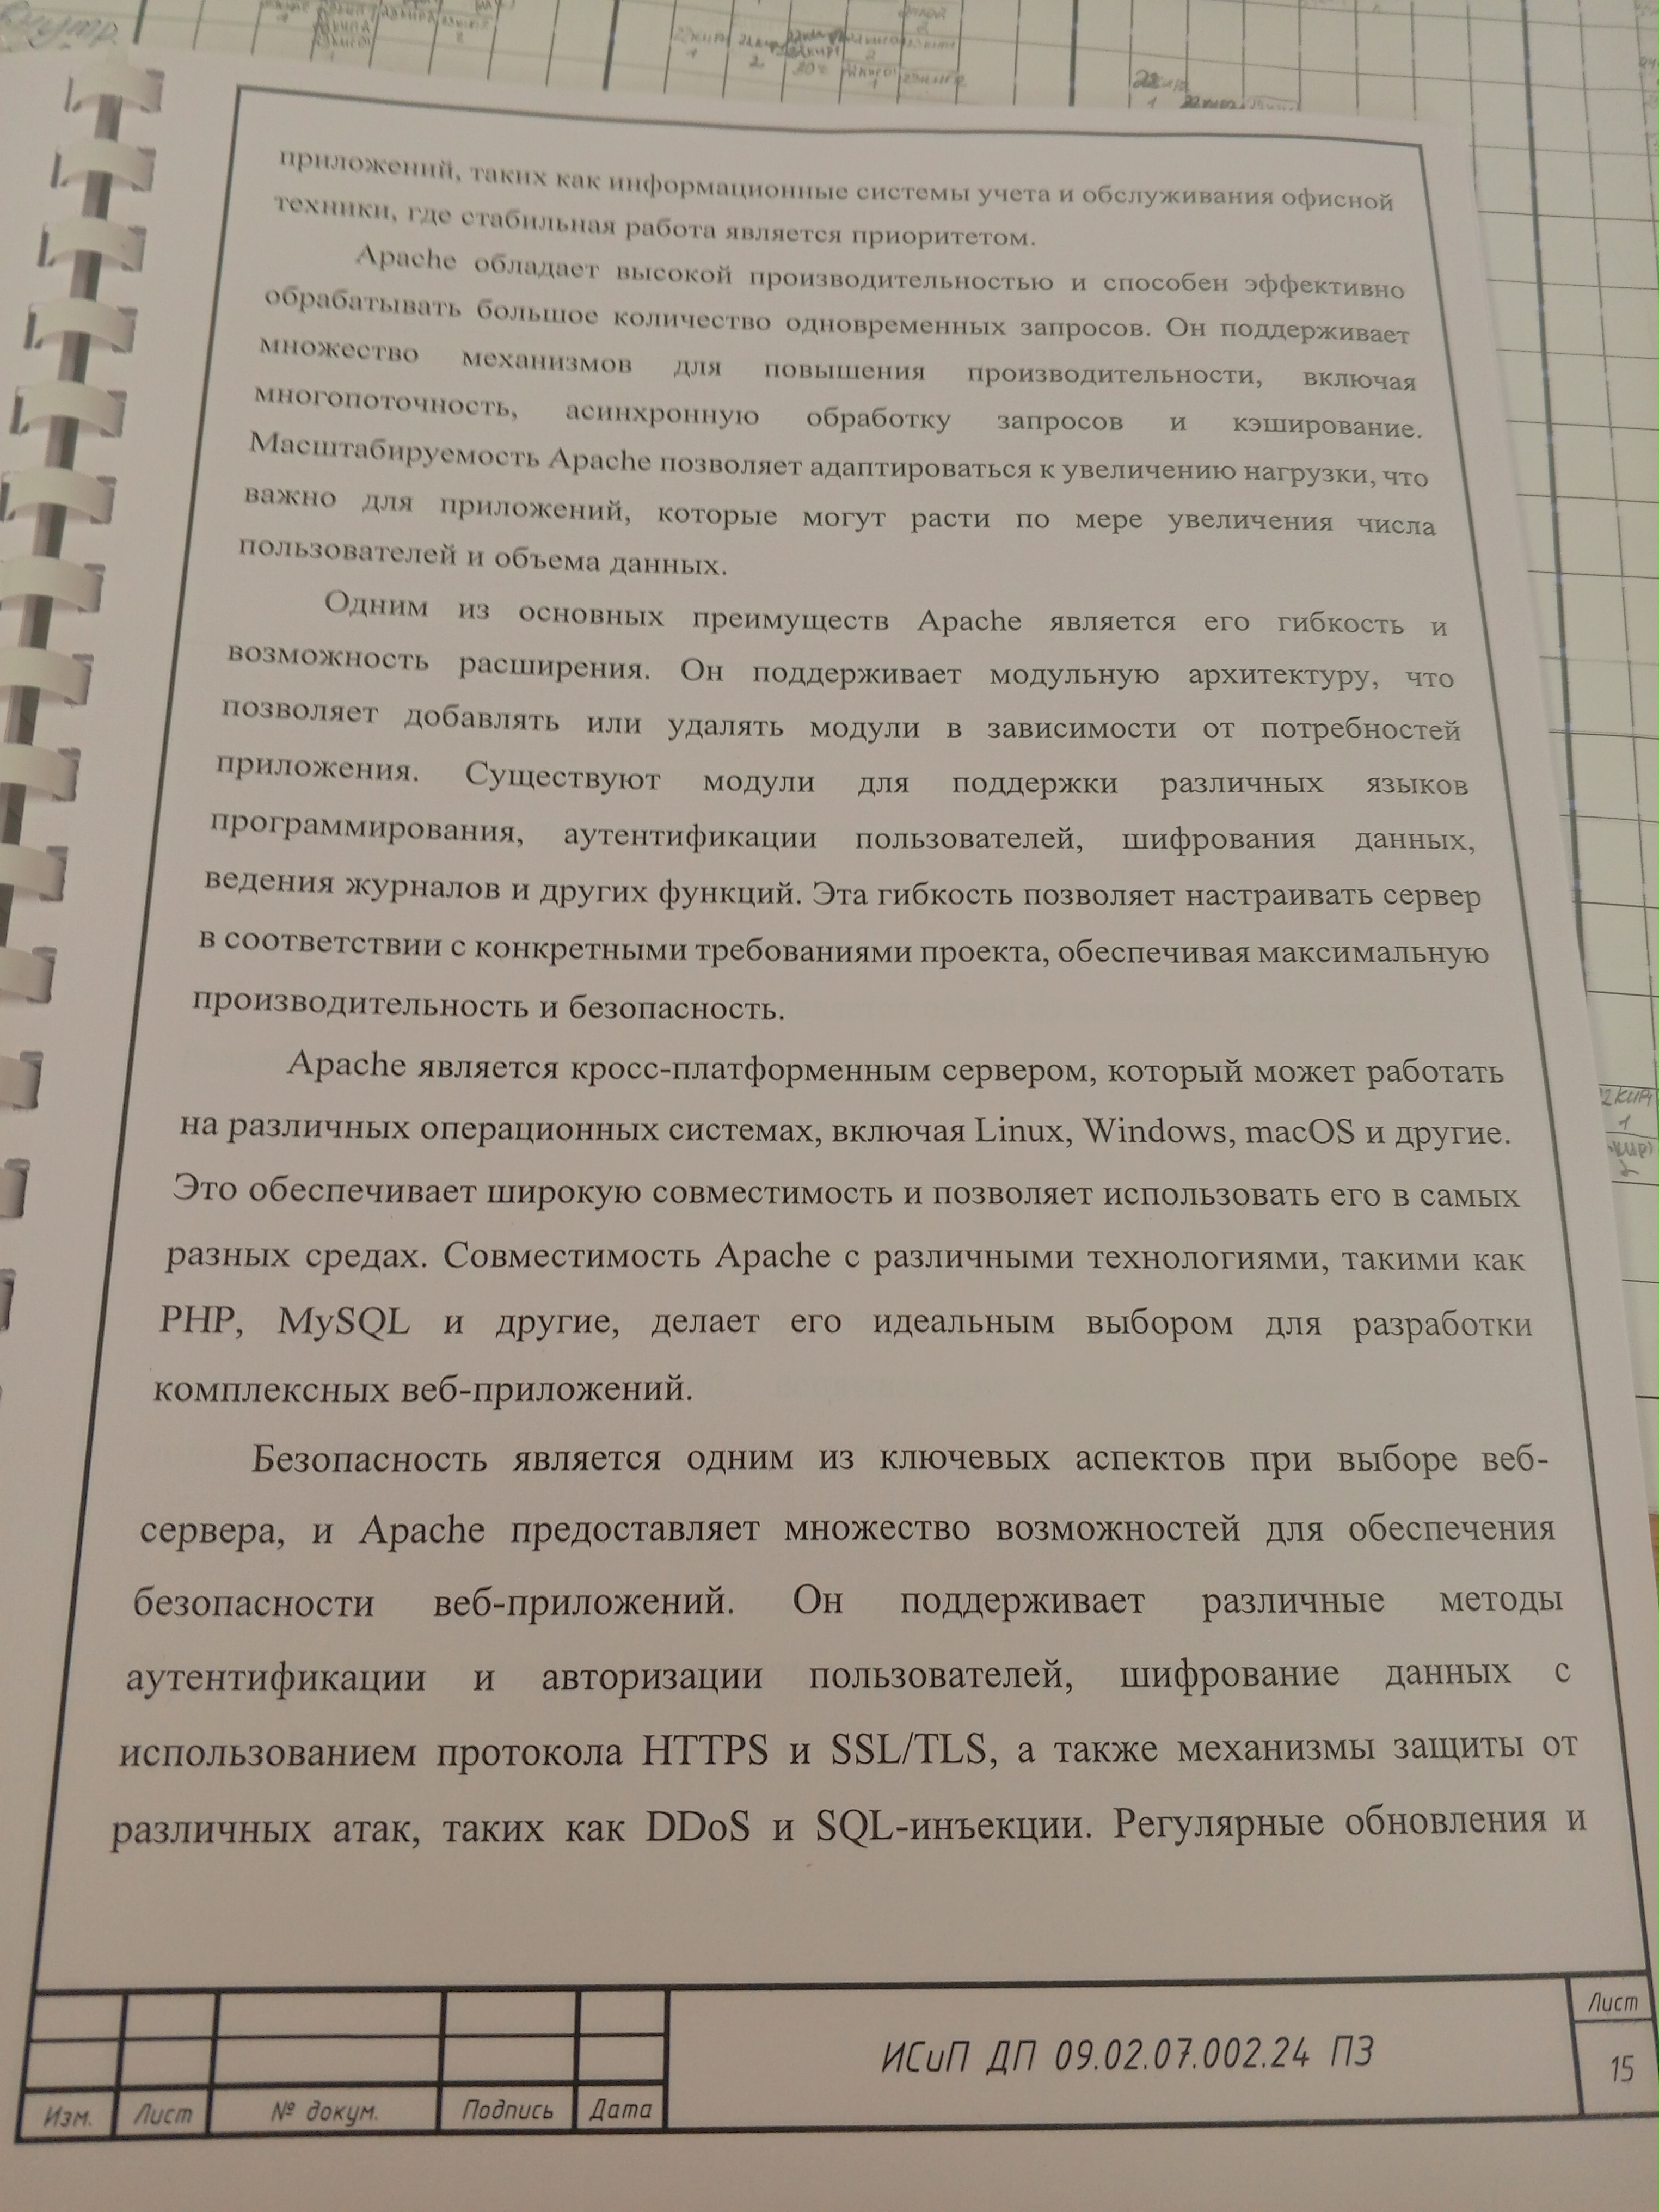 приложений, таких как информационные системы учета и обслуживания офисной
техники, где стабильная работа является приоритетом.
Apache обладает высокой производительностью и способен эффективно
обрабатывать большое количество одновременных запросов. Он поддерживает
множество механизмов для повышения производительности, включая
многопоточность, асинхронную обработку запросов и кэширование.
Масштабируемость Apache позволяет адаптироваться к увеличению нагрузки, что
важно для приложений, которые могут расти по мере увеличения числа
пользователей и объема данных.
Одним из основных преимуществ Apache является его гибкость и
возможность расширения. Он поддерживает модульную архитектуру, что
позволяет добавлять или удалять модули в зависимости от потребностей
приложения. Существуют модули для поддержки различных языков
программирования, аутентификации пользователей, шифрования данных,
ведения журналов и других функций. Эта гибкость позволяет настраивать сервер
в соответствии с конкретными требованиями проекта, обеспечивая максимальную
производительность и безопасность.
Apache является кросс-платформенным сервером, который может работать
на различных операционных системах, включая Linux, Windows, macOS и другие.
Это обеспечивает широкую совместимость и позволяет использовать его в самых
разных средах. Совместимость Apache с различными технологиями, такими как
PHP, MySQL и другие, делает его идеальным выбором для разработки
комплексных веб-приложений.
Безопасность является одним из ключевых аспектов при выборе веб-
сервера, и Apache предоставляет множество возможностей для обеспечения
безопасности веб-приложений. Он поддерживает различные методы
аутентификации и авторизации пользователей, шифрование данных с
использованием протокола HTTPS и SSL/TLS, а также механизмы защиты от
различных атак, таких как DDoS и SQL-инъекции. Регулярные обновления и
Изм. Лист № докум. Подпись Дата
ИСиП ДП 09.02.07.002.24 ПЗ
Лист
15